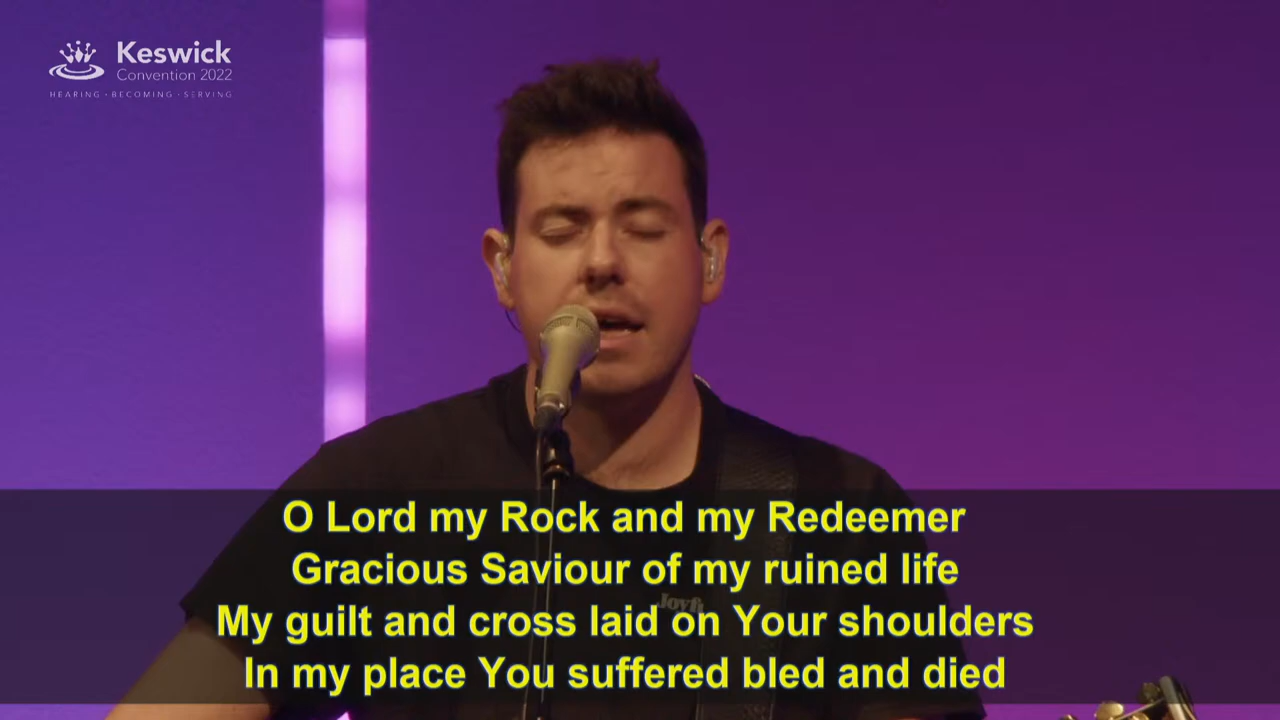 Keswick
Convention 2022
HEARING · BECOMING · SERVING
O Lord my Rock and my Redeemer
Gracious Saviour of my ruined life
My guilt and cross laid on Your shoulders
In my place You suffered bled and died